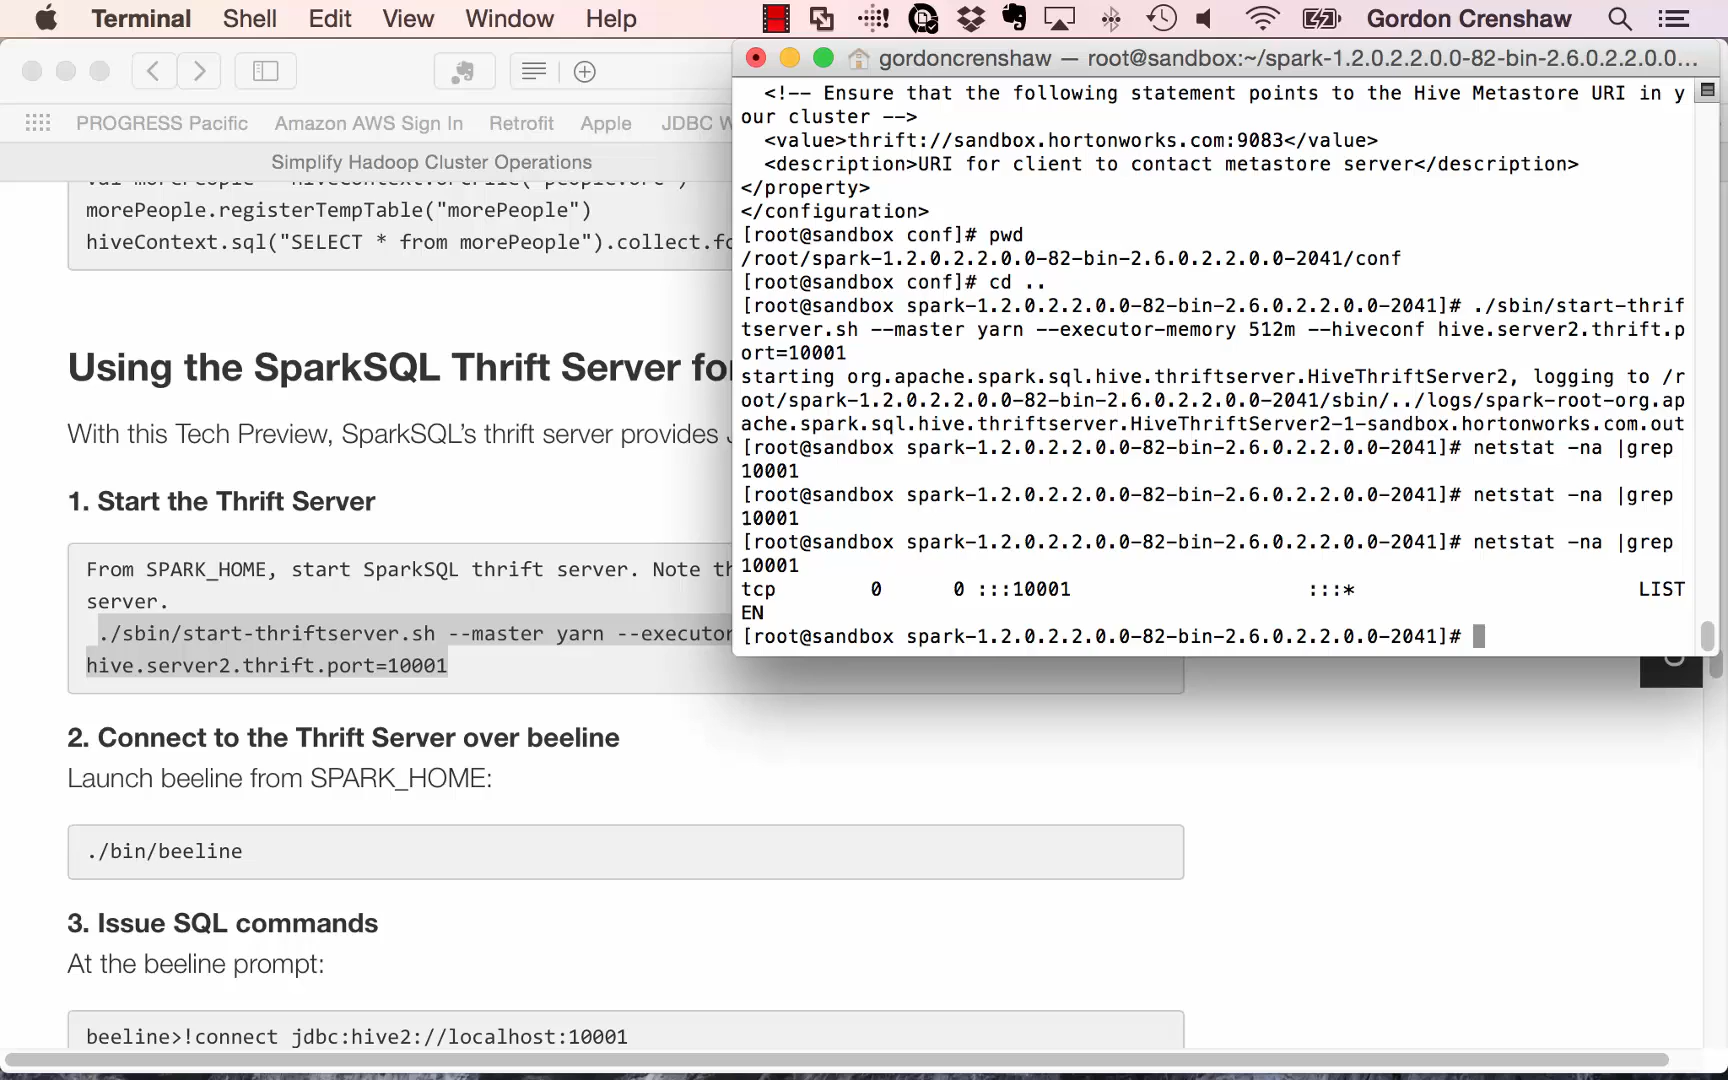 Terminal Shell Edit View Window Help Gordon Crenshaw
gordoncrenshaw — root@sandbox:~/spark-1.2.0.2.2.0.0-82-bin-2.6.0.2.2.0.0...
PROGRESS Pacific Amazon AWS Sign In Retrofit Apple JDBC W
Simplify Hadoop Cluster Operations
morePeople.registerTempTable("morePeople")
hiveContext.sql("SELECT * from morePeople").collect.fo
Using the SparkSQL Thrift Server for
With this Tech Preview, SparkSQL’s thrift server provides J
1. Start the Thrift Server
From SPARK_HOME, start SparkSQL thrift server. Note th
server.
./sbin/start-thriftserver.sh --master yarn --executor
hive.server2.thrift.port=10001
2. Connect to the Thrift Server over beeline
Launch beeline from SPARK_HOME:
./bin/beeline
3. Issue SQL commands
At the beeline prompt:
beeline>!connect jdbc:hive2://localhost:10001
<!-- Ensure that the following statement points to the Hive Metastore URI in y
our cluster -->
<value>thrift://sandbox.hortonworks.com:9083</value>
<description>URI for client to contact metastore server</description>
</property>
</configuration>
[root@sandbox conf]# pwd
/root/spark-1.2.0.2.2.0.0-82-bin-2.6.0.2.2.0.0-2041/conf
[root@sandbox conf]# cd ..
[root@sandbox spark-1.2.0.2.2.0.0-82-bin-2.6.0.2.2.0.0-2041]# ./sbin/start-thrif
tserver.sh --master yarn --executor-memory 512m --hiveconf hive.server2.thrift.p
ort=10001
starting org.apache.spark.sql.hive.thriftserver.HiveThriftServer2, logging to /r
oot/spark-1.2.0.2.2.0.0-82-bin-2.6.0.2.2.0.0-2041/sbin/../logs/spark-root-org.ap
ache.spark.sql.hive.thriftserver.HiveThriftServer2-1-sandbox.hortonworks.com.out
[root@sandbox spark-1.2.0.2.2.0.0-82-bin-2.6.0.2.2.0.0-2041]# netstat -na |grep
10001
[root@sandbox spark-1.2.0.2.2.0.0-82-bin-2.6.0.2.2.0.0-2041]# netstat -na |grep
10001
[root@sandbox spark-1.2.0.2.2.0.0-82-bin-2.6.0.2.2.0.0-2041]# netstat -na |grep
10001
tcp 0 0 :::10001 :::* LIST
EN
[root@sandbox spark-1.2.0.2.2.0.0-82-bin-2.6.0.2.2.0.0-2041]#